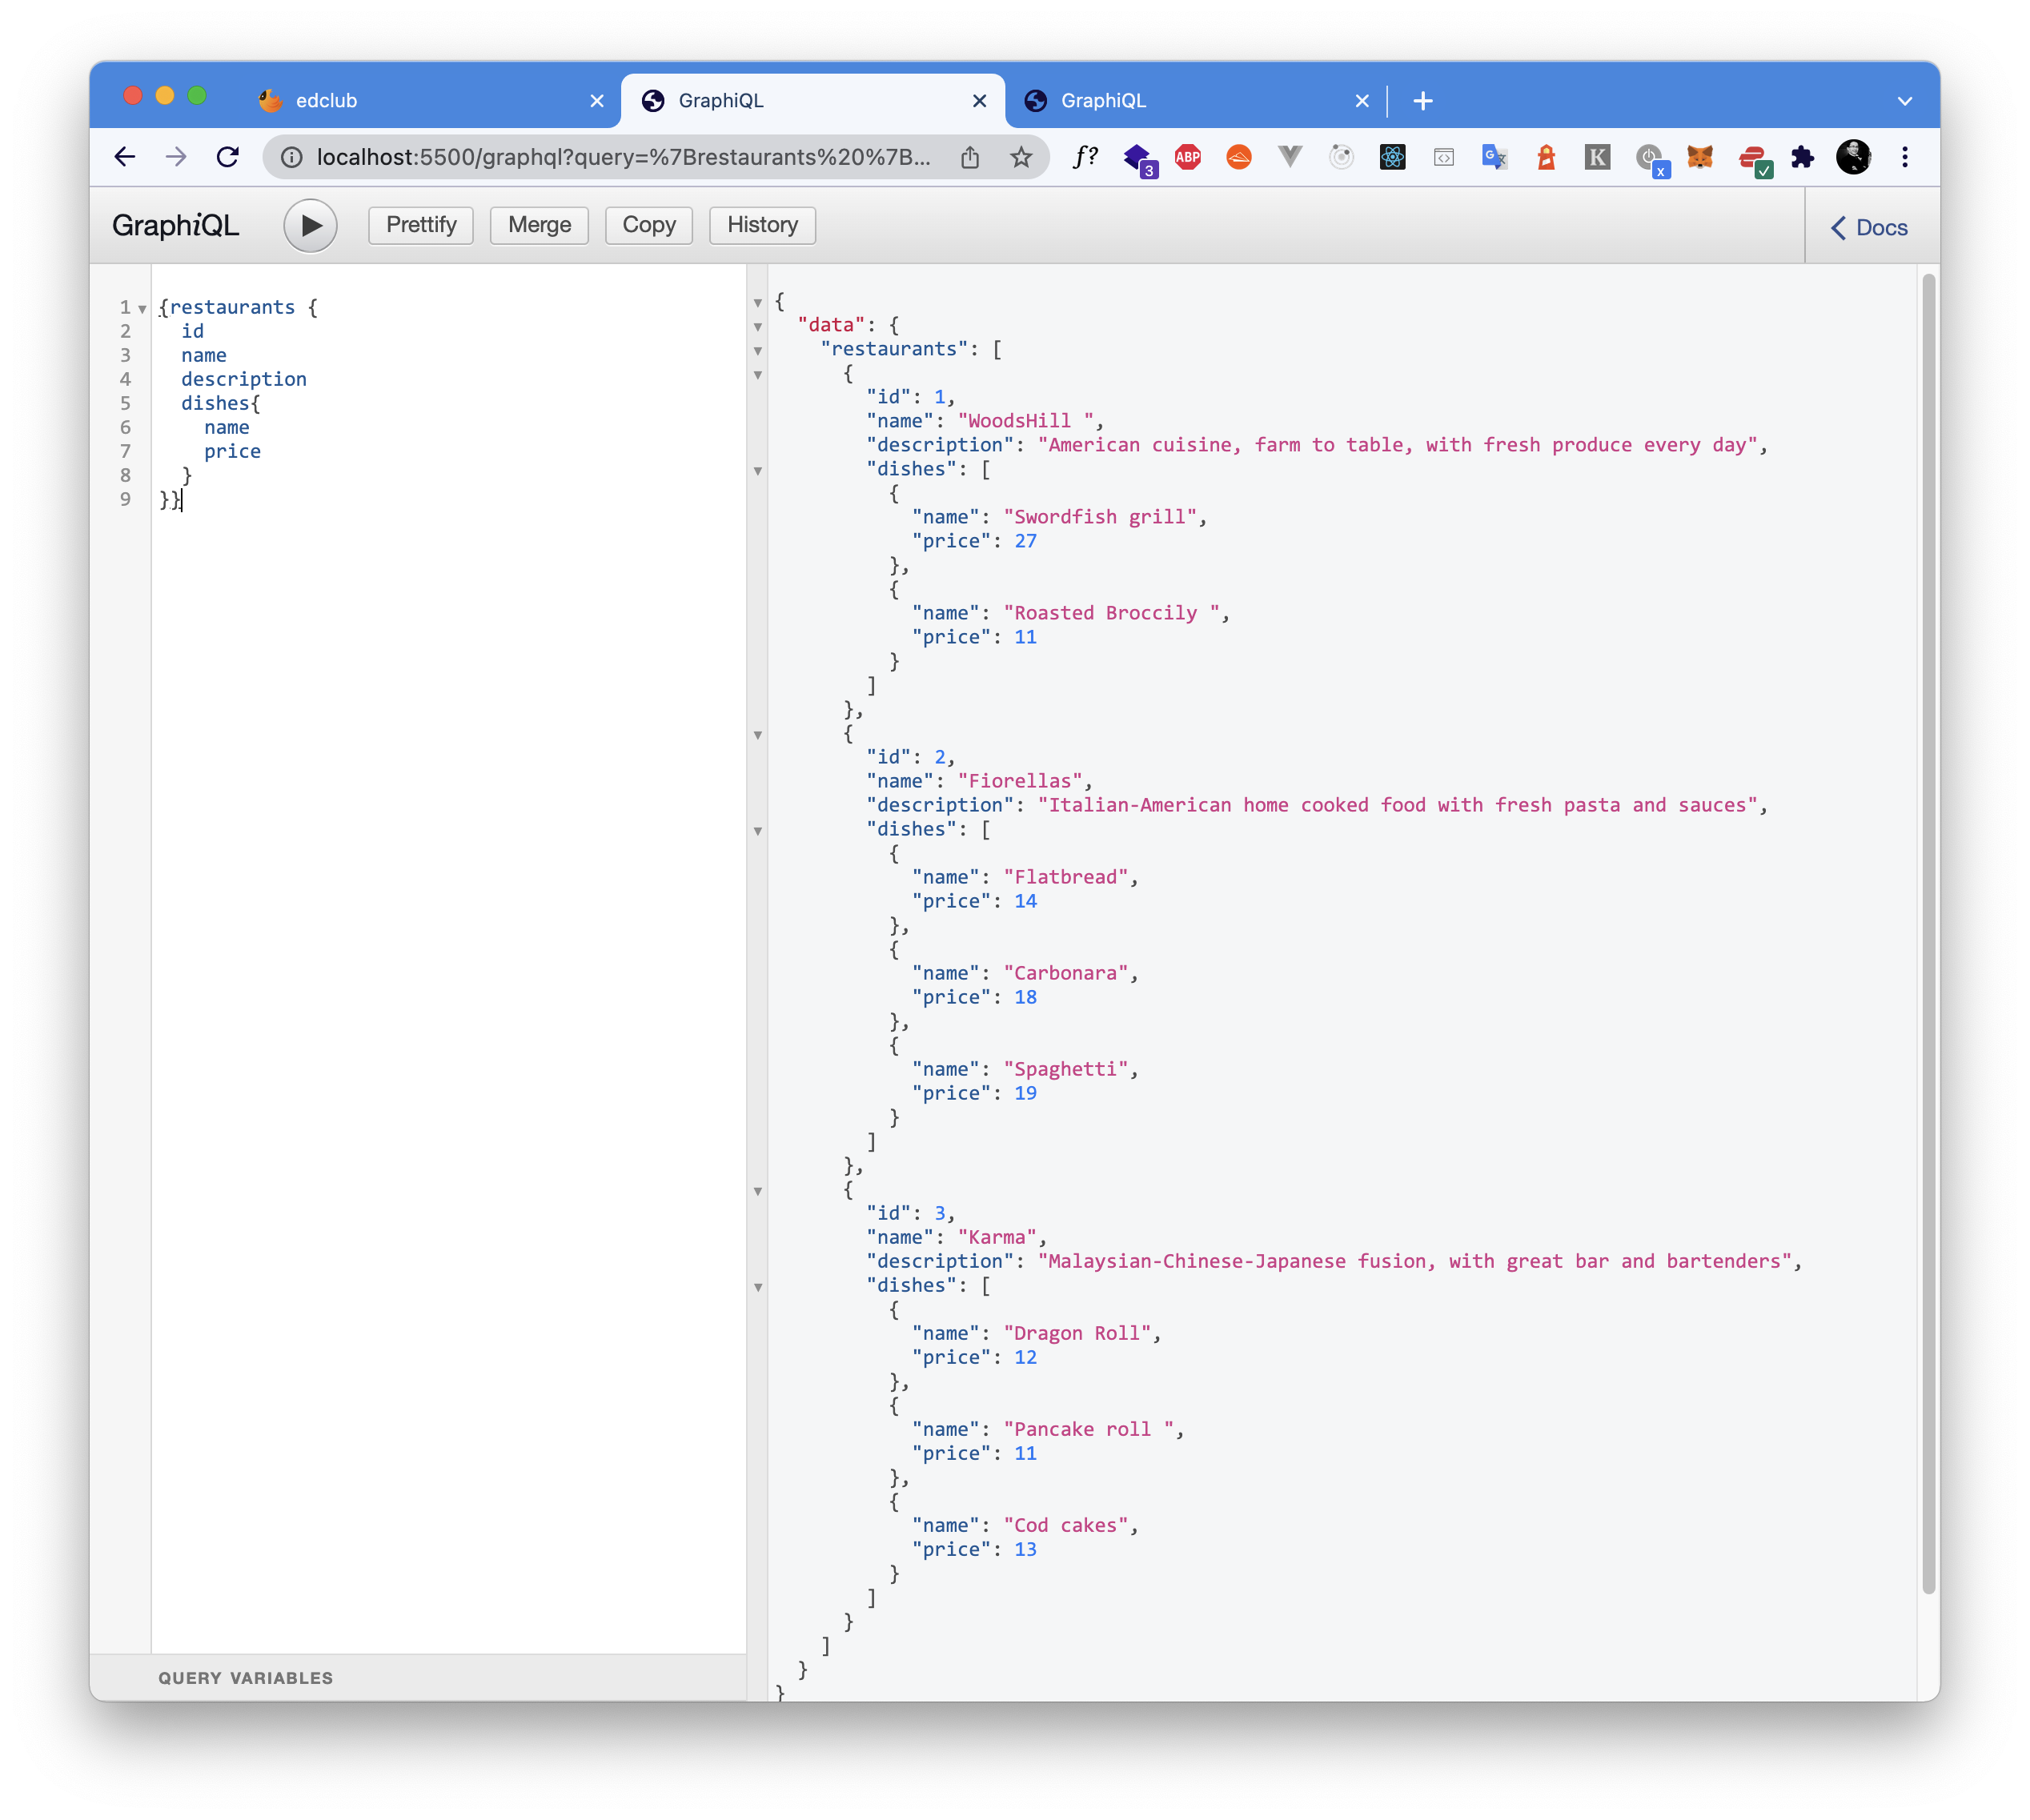 edclub
GraphiQL
GraphiQL
localhost:5500/graphql?query=%7Brestaurants%20%7B...
f?
3
ABP
G
K
x
GraphiQL
Prettify
Merge
Copy
History
Docs
1 {restaurants {
2 id
3 name
4 description
5 dishes{
6 name
7 price
8 }
9 }}
QUERY VARIABLES
{
"data": {
"restaurants": [
{
"id": 1,
"name": "WoodsHill ",
"description": "American cuisine, farm to table, with fresh produce every day",
"dishes": [
{
"name": "Swordfish grill",
"price": 27
},
{
"name": "Roasted Broccily ",
"price": 11
}
]
},
{
"id": 2,
"name": "Fiorellas",
"description": "Italian-American home cooked food with fresh pasta and sauces",
"dishes": [
{
"name": "Flatbread",
"price": 14
},
{
"name": "Carbonara",
"price": 18
},
{
"name": "Spaghetti",
"price": 19
}
]
},
{
"id": 3,
"name": "Karma",
"description": "Malaysian-Chinese-Japanese fusion, with great bar and bartenders",
"dishes": [
{
"name": "Dragon Roll",
"price": 12
},
{
"name": "Pancake roll ",
"price": 11
},
{
"name": "Cod cakes",
"price": 13
}
]
}
]
}
}